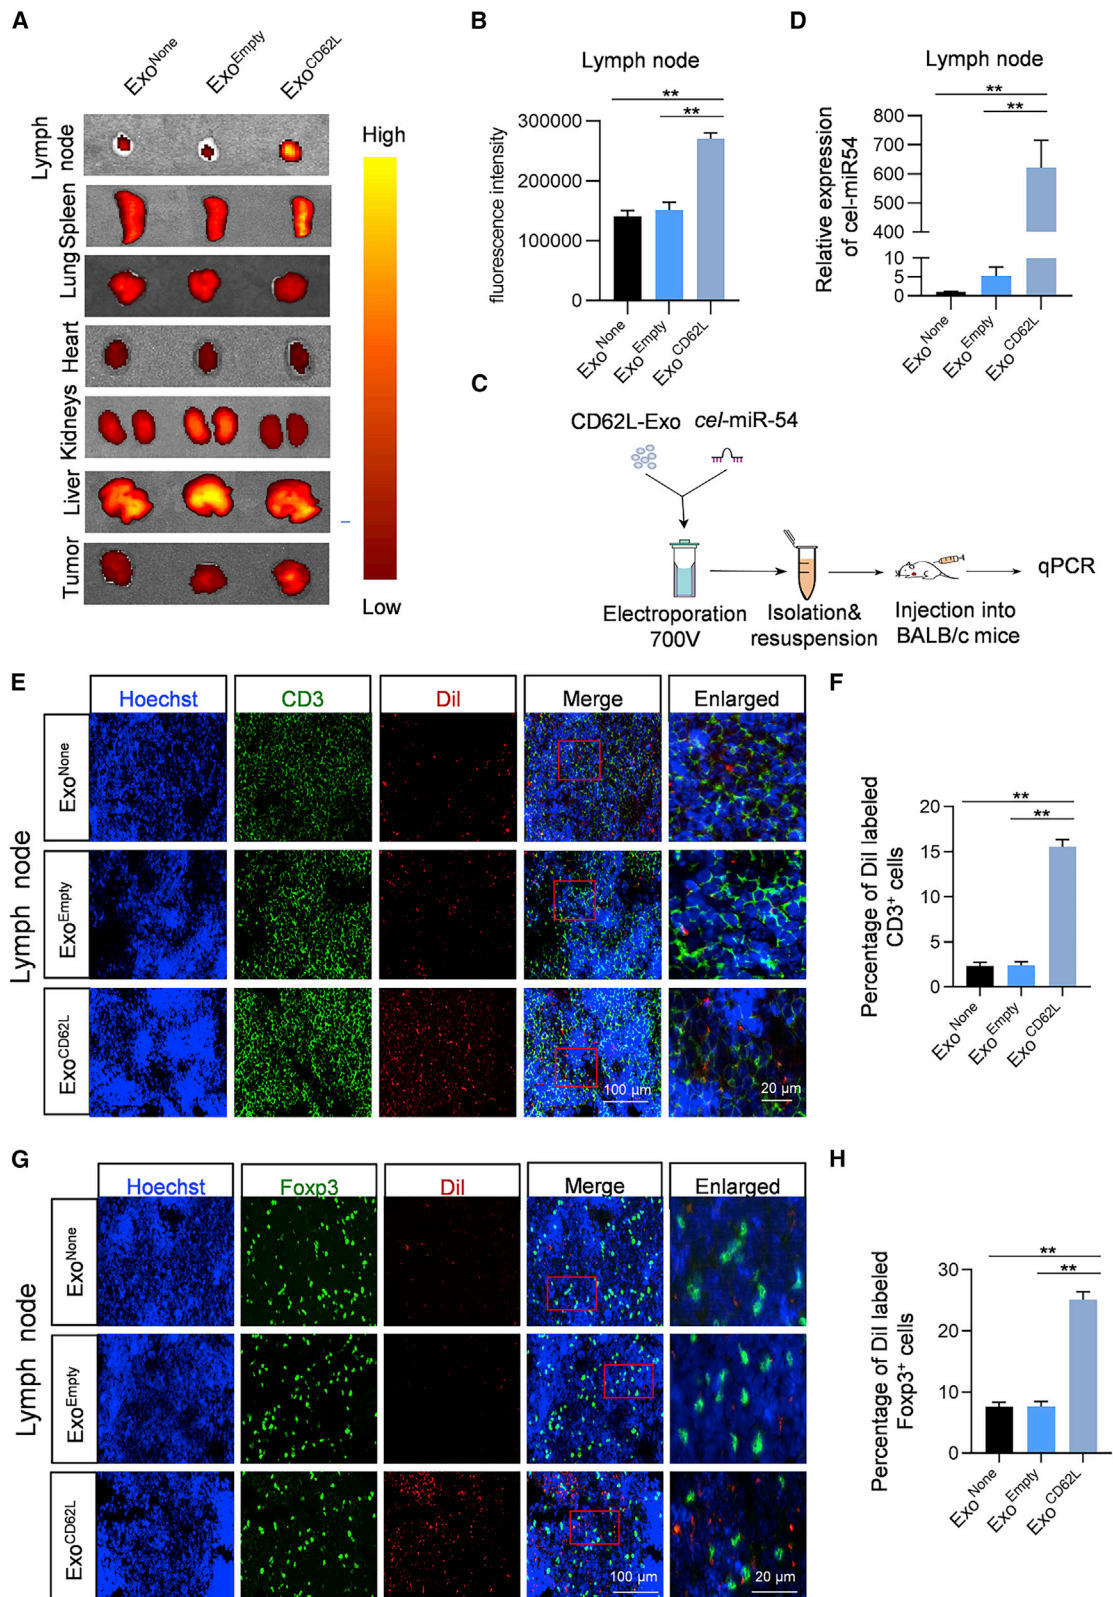 A
Exo^None
Exo^Empty
Exo^CD62L
Lymph
node
Spleen
Lung
Heart
Kidneys
Liver
Tumor
High
Low
B
Lymph node
**
**
fluorescence intensity
300000
200000
100000
0
Exo^None
Exo^Empty
Exo^CD62L
D
Lymph node
**
**
Relative expression
of cel-miR54
800
700
600
500
400
10
5
0
Exo^None
Exo^Empty
Exo^CD62L
C
CD62L-Exo cel-miR-54
Electroporation
700V
Isolation&
resuspension
Injection into
BALB/c mice
qPCR
E
Hoechst CD3 Dil Merge Enlarged
Lymph node
Exo^None
Exo^Empty
Exo^CD62L
100 µm
20 µm
F
**
**
Percentage of Dil labeled
CD3⁺ cells
20
15
10
5
0
Exo^None
Exo^Empty
Exo^CD62L
G
Hoechst Foxp3 Dil Merge Enlarged
Lymph node
Exo^None
Exo^Empty
Exo^CD62L
100 µm
20 µm
H
**
**
Percentage of Dil labeled
Foxp3⁺ cells
30
20
10
0
Exo^None
Exo^Empty
Exo^CD62L